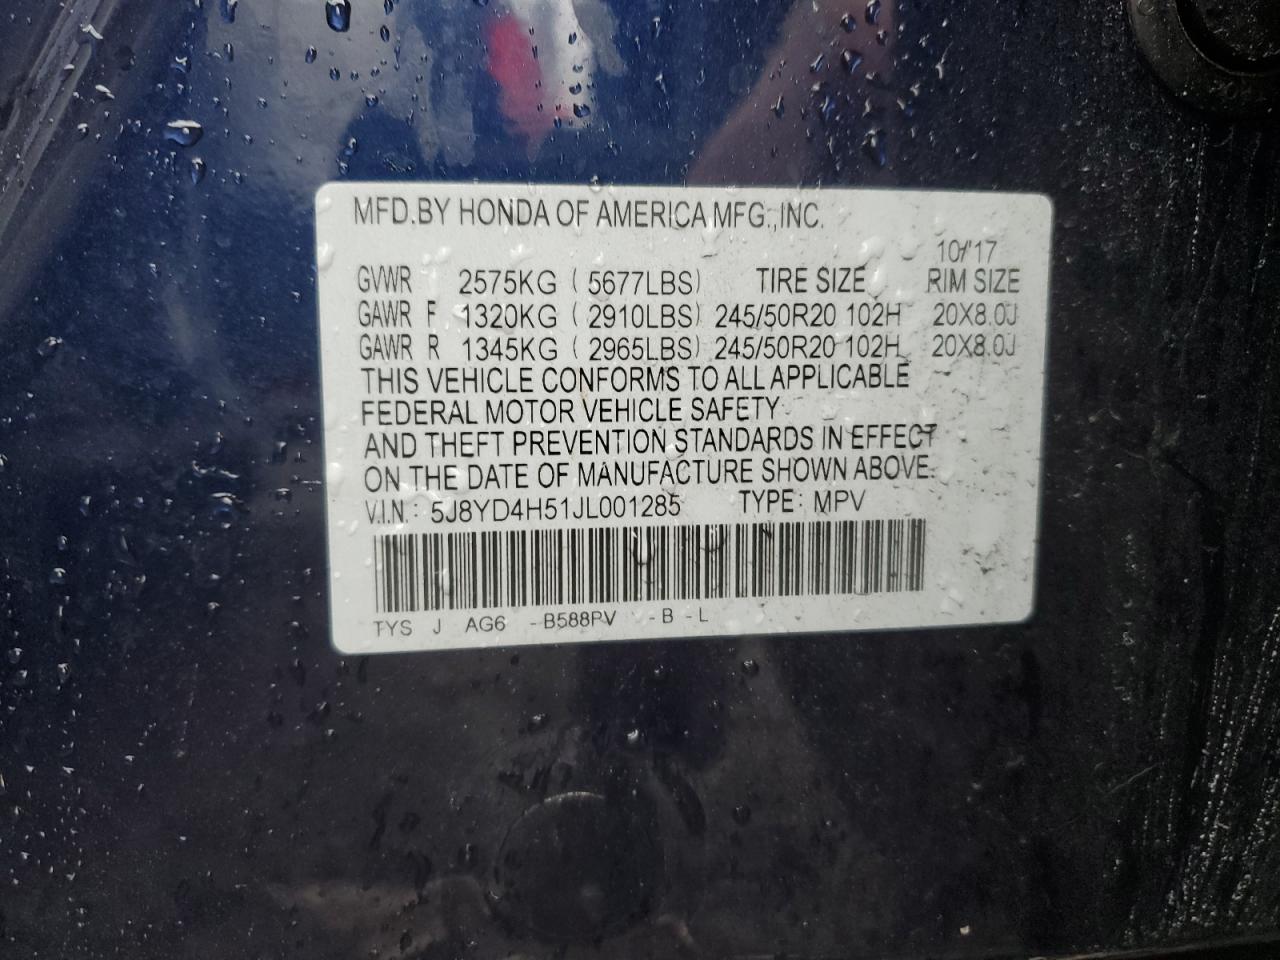 MFD.BY HONDA OF AMERICA MFG.,INC.
10/'17
GVWR 2575KG ( 5677LBS) TIRE SIZE RIM SIZE
GAWR F 1320KG ( 2910LBS) 245/50R20 102H 20X8.0J
GAWR R 1345KG ( 2965LBS) 245/50R20 102H 20X8.0J
THIS VEHICLE CONFORMS TO ALL APPLICABLE
FEDERAL MOTOR VEHICLE SAFETY
AND THEFT PREVENTION STANDARDS IN EFFECT
ON THE DATE OF MANUFACTURE SHOWN ABOVE.
V.I.N.: 5J8YD4H51JL001285 TYPE: MPV
TYS J AG6 -B588PV -B -L